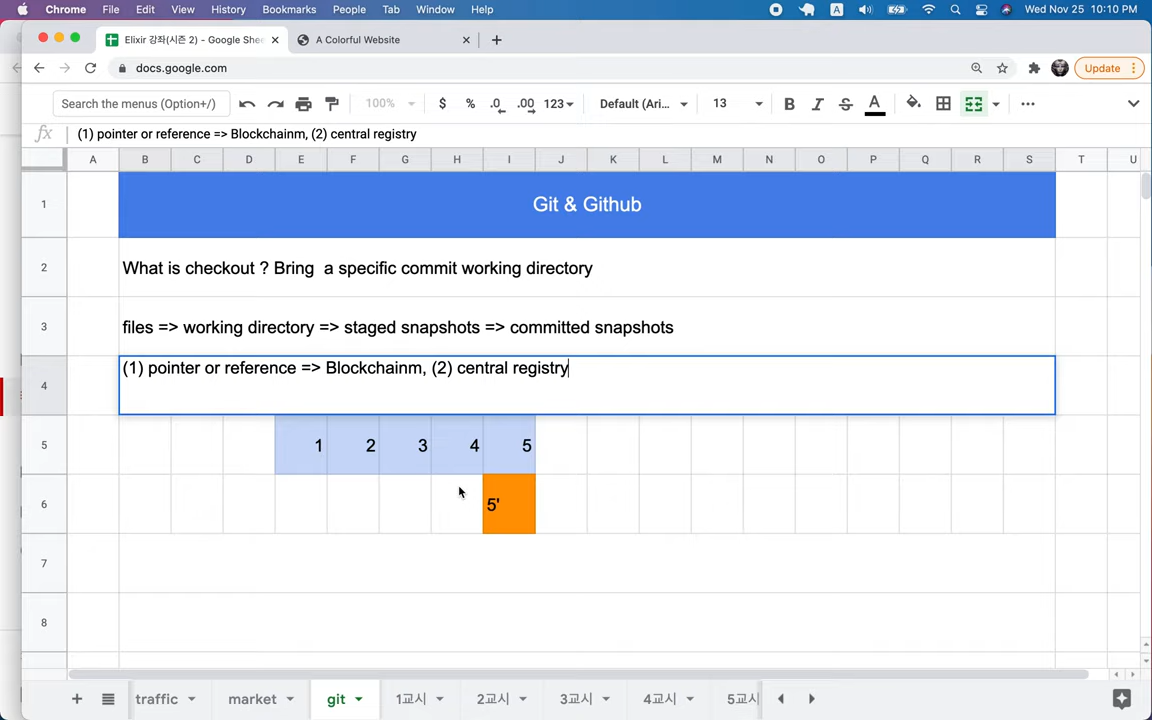 Chrome File Edit View History Bookmarks People Tab Window Help A Wed Nov 25 10:10 PM
Elixir 강좌(시즌 2) - Google Shee × A Colorful Website × +
docs.google.com Update
Search the menus (Option+/) 100% $ % .0 .00 123 Default (Ari... 13 B I S A
fx (1) pointer or reference => Blockchainm, (2) central registry
A B C D E F G H I J K L M N O P Q R S T U
1 Git & Github
2 What is checkout ? Bring a specific commit working directory
3 files => working directory => staged snapshots => committed snapshots
4 (1) pointer or reference => Blockchainm, (2) central registry
5 1 2 3 4 5
6 5'
7
8
+ traffic market git 1교시 2교시 3교시 4교시 5교시